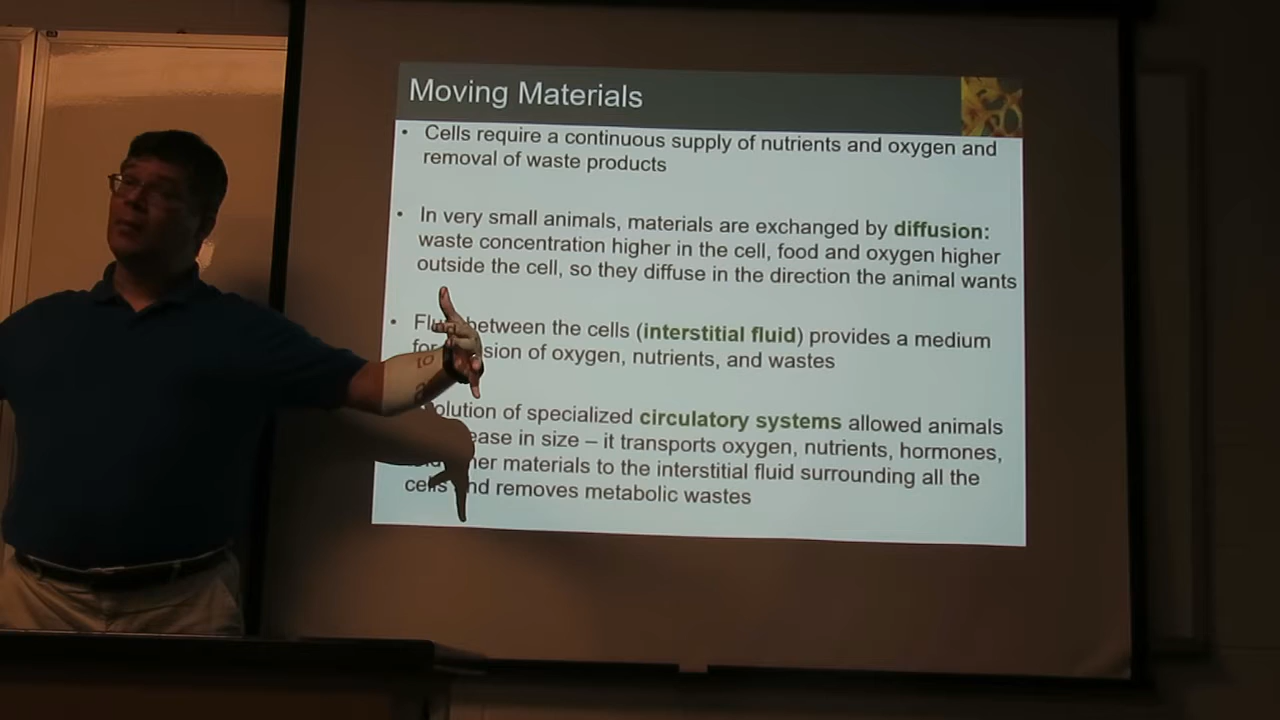 Moving Materials
• Cells require a continuous supply of nutrients and oxygen and
removal of waste products
• In very small animals, materials are exchanged by diffusion:
waste concentration higher in the cell, food and oxygen higher
outside the cell, so they diffuse in the direction the animal wants
• between the cells (interstitial fluid) provides a medium
of oxygen, nutrients, and wastes
of specialized circulatory systems allowed animals
in size – it transports oxygen, nutrients, hormones,
materials to the interstitial fluid surrounding all the
removes metabolic wastes